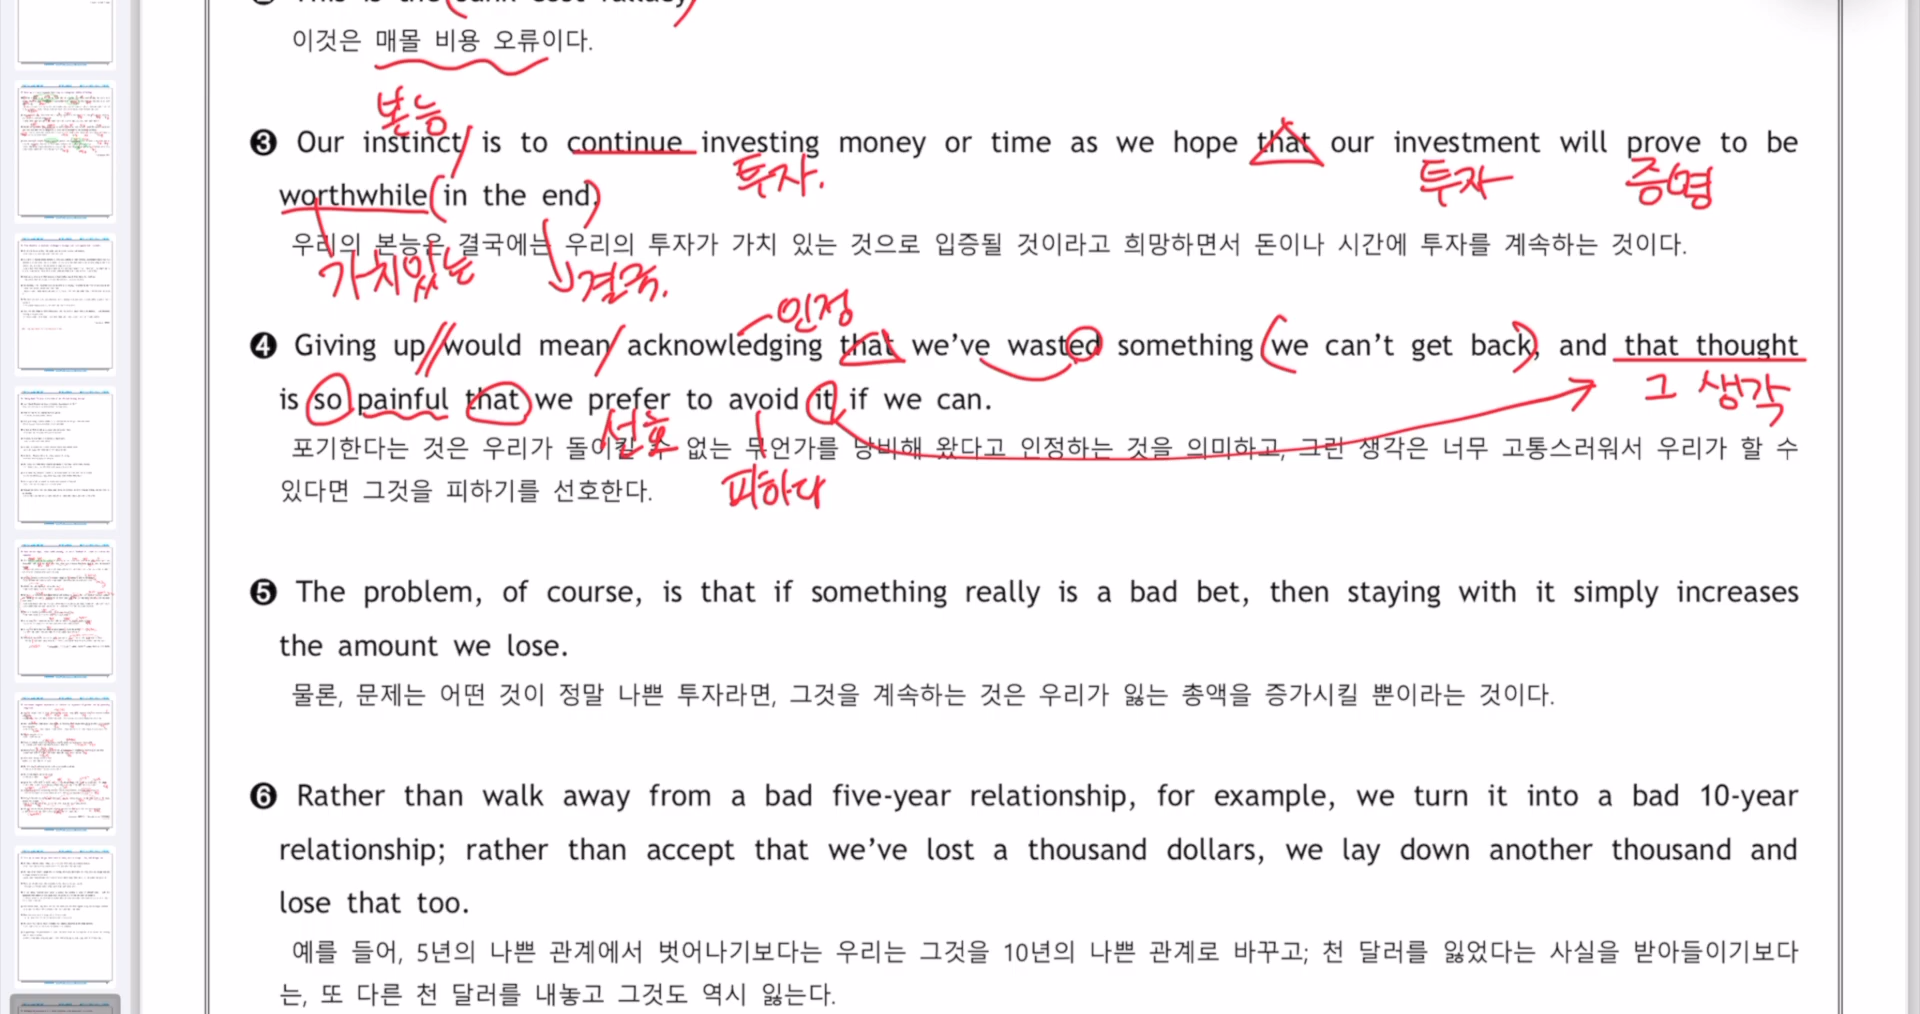 ❷ This is the sunk cost fallacy
이것은 매몰 비용 오류이다.
본능
❸ Our instinct is to continue investing money or time as we hope that our investment will prove to be
투자. 투자 증명
worthwhile in the end.
우리의 본능은 결국에는 우리의 투자가 가치 있는 것으로 입증될 것이라고 희망하면서 돈이나 시간에 투자를 계속하는 것이다.
가치있는 결국.
인정
❹ Giving up would mean acknowledging that we’ve wasted something we can’t get back, and that thought
그 생각
is so painful that we prefer to avoid it if we can.
선호
포기한다는 것은 우리가 돌이킬 수 없는 무언가를 낭비해 왔다고 인정하는 것을 의미하고, 그런 생각은 너무 고통스러워서 우리가 할 수
있다면 그것을 피하기를 선호한다.
피하다
❺ The problem, of course, is that if something really is a bad bet, then staying with it simply increases
the amount we lose.
물론, 문제는 어떤 것이 정말 나쁜 투자라면, 그것을 계속하는 것은 우리가 잃는 총액을 증가시킬 뿐이라는 것이다.
❻ Rather than walk away from a bad five-year relationship, for example, we turn it into a bad 10-year
relationship; rather than accept that we’ve lost a thousand dollars, we lay down another thousand and
lose that too.
예를 들어, 5년의 나쁜 관계에서 벗어나기보다는 우리는 그것을 10년의 나쁜 관계로 바꾸고; 천 달러를 잃었다는 사실을 받아들이기보다
는, 또 다른 천 달러를 내놓고 그것도 역시 잃는다.